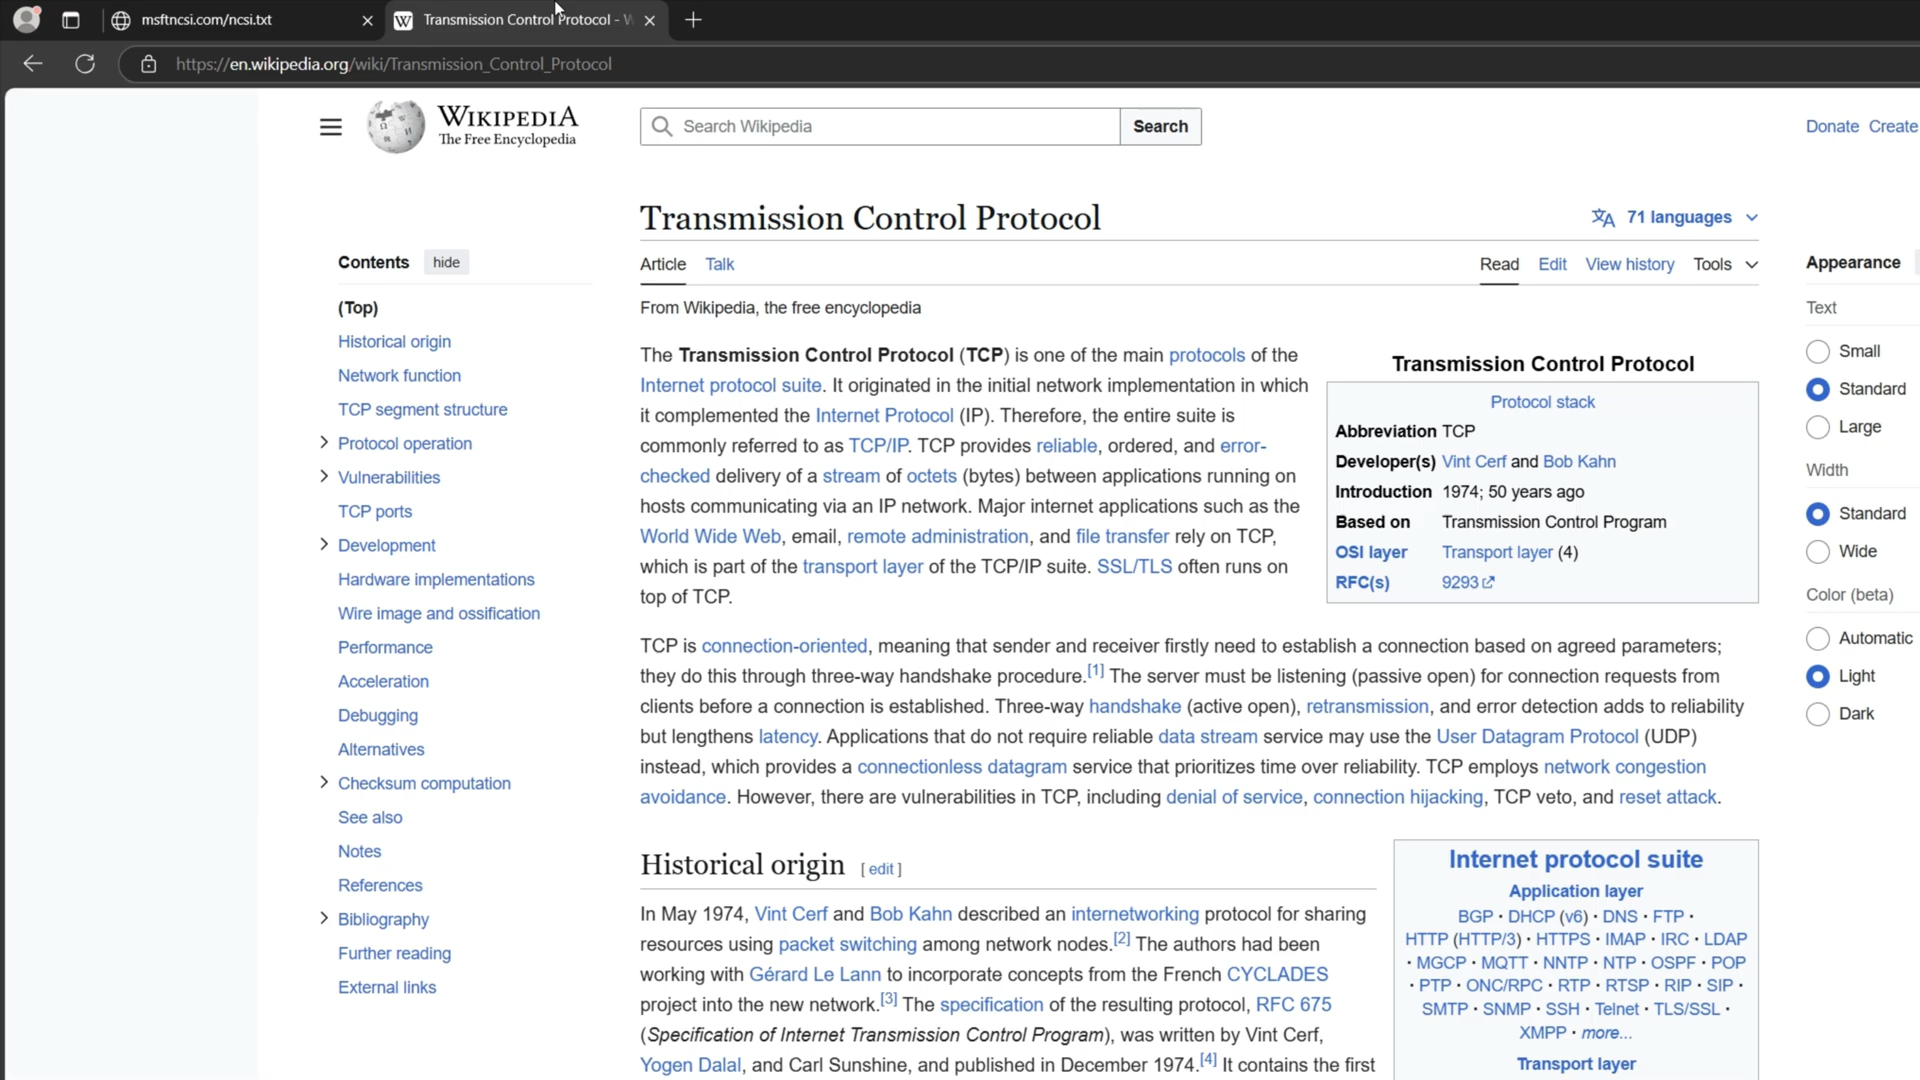 msftncsi.com/ncsi.txt
Transmission Control Protocol - W
https://en.wikipedia.org/wiki/Transmission_Control_Protocol
WIKIPEDIA
The Free Encyclopedia
Search Wikipedia
Search
Donate Create
Transmission Control Protocol
71 languages
Article Talk
Read Edit View history Tools
From Wikipedia, the free encyclopedia
Contents hide
(Top)
Historical origin
Network function
TCP segment structure
Protocol operation
Vulnerabilities
TCP ports
Development
Hardware implementations
Wire image and ossification
Performance
Acceleration
Debugging
Alternatives
Checksum computation
See also
Notes
References
Bibliography
Further reading
External links
The Transmission Control Protocol (TCP) is one of the main protocols of the
Internet protocol suite. It originated in the initial network implementation in which
it complemented the Internet Protocol (IP). Therefore, the entire suite is
commonly referred to as TCP/IP. TCP provides reliable, ordered, and error-
checked delivery of a stream of octets (bytes) between applications running on
hosts communicating via an IP network. Major internet applications such as the
World Wide Web, email, remote administration, and file transfer rely on TCP,
which is part of the transport layer of the TCP/IP suite. SSL/TLS often runs on
top of TCP.
Transmission Control Protocol
Protocol stack
Abbreviation TCP
Developer(s) Vint Cerf and Bob Kahn
Introduction 1974; 50 years ago
Based on Transmission Control Program
OSI layer Transport layer (4)
RFC(s) 9293
TCP is connection-oriented, meaning that sender and receiver firstly need to establish a connection based on agreed parameters;
they do this through three-way handshake procedure.[1] The server must be listening (passive open) for connection requests from
clients before a connection is established. Three-way handshake (active open), retransmission, and error detection adds to reliability
but lengthens latency. Applications that do not require reliable data stream service may use the User Datagram Protocol (UDP)
instead, which provides a connectionless datagram service that prioritizes time over reliability. TCP employs network congestion
avoidance. However, there are vulnerabilities in TCP, including denial of service, connection hijacking, TCP veto, and reset attack.
Historical origin [ edit ]
In May 1974, Vint Cerf and Bob Kahn described an internetworking protocol for sharing
resources using packet switching among network nodes.[2] The authors had been
working with Gérard Le Lann to incorporate concepts from the French CYCLADES
project into the new network.[3] The specification of the resulting protocol, RFC 675
(Specification of Internet Transmission Control Program), was written by Vint Cerf,
Yogen Dalal, and Carl Sunshine, and published in December 1974.[4] It contains the first
Internet protocol suite
Application layer
BGP · DHCP (v6) · DNS · FTP ·
HTTP (HTTP/3) · HTTPS · IMAP · IRC · LDAP
· MGCP · MQTT · NNTP · NTP · OSPF · POP
· PTP · ONC/RPC · RTP · RTSP · RIP · SIP ·
SMTP · SNMP · SSH · Telnet · TLS/SSL ·
XMPP · more...
Transport layer
Appearance
Text
Small
Standard
Large
Width
Standard
Wide
Color (beta)
Automatic
Light
Dark